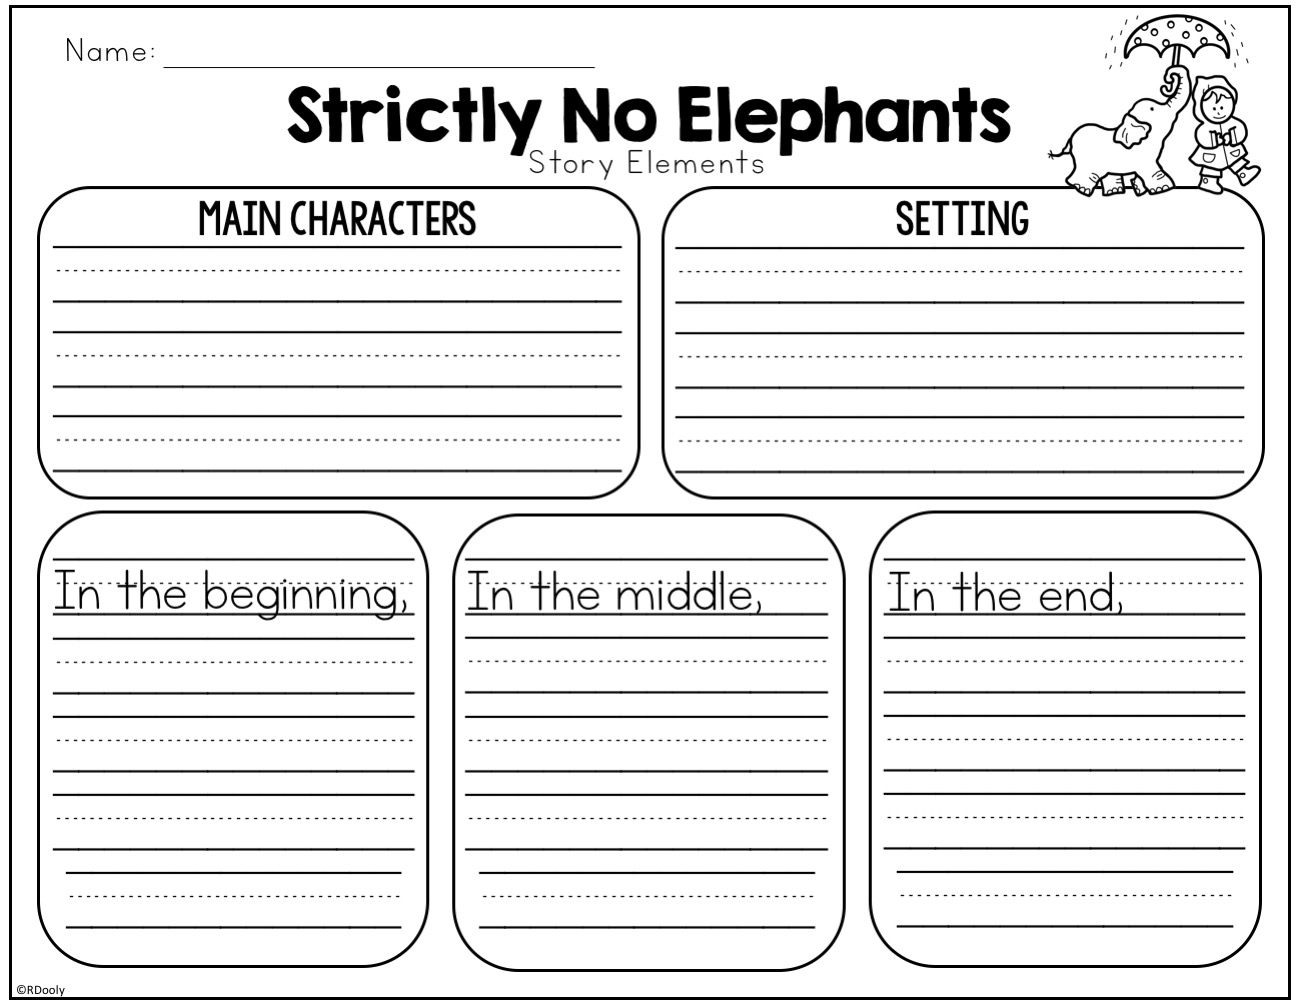 Name:
Strictly No Elephants
Story Elements
MAIN CHARACTERS
SETTING
In the beginning,
In the middle,
In the end,
©RDooly